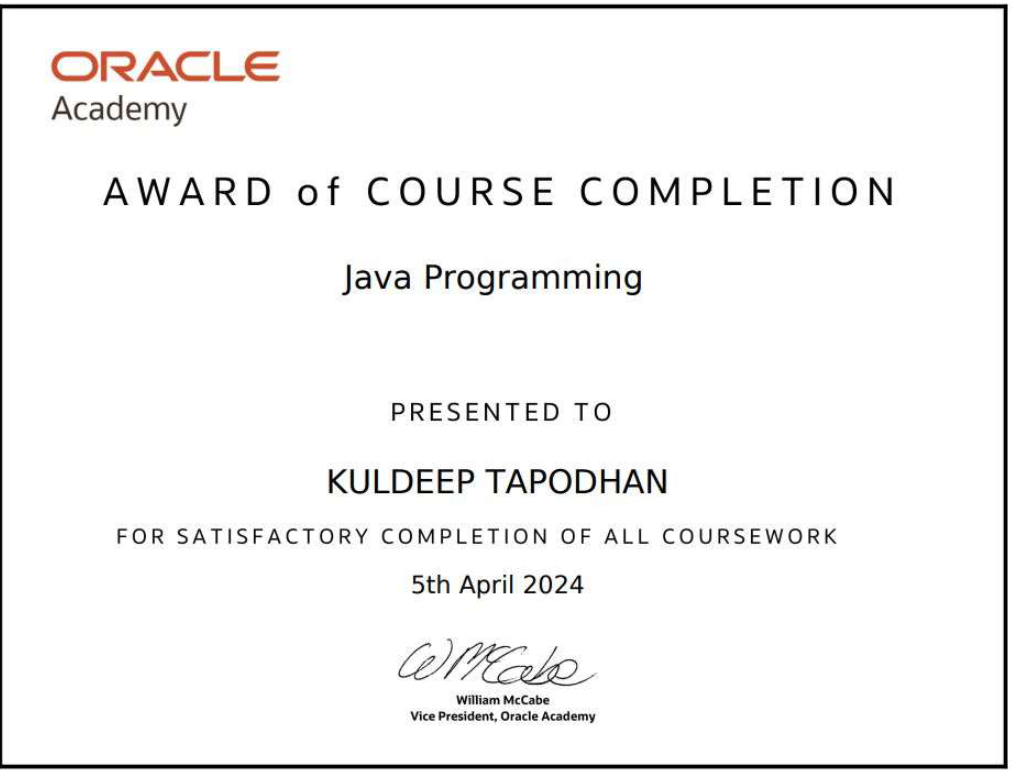 ORACLE
Academy
AWARD of COURSE COMPLETION
Java Programming
PRESENTED TO
KULDEEP TAPODHAN
FOR SATISFACTORY COMPLETION OF ALL COURSEWORK
5th April 2024
W McCabe
William McCabe
Vice President, Oracle Academy